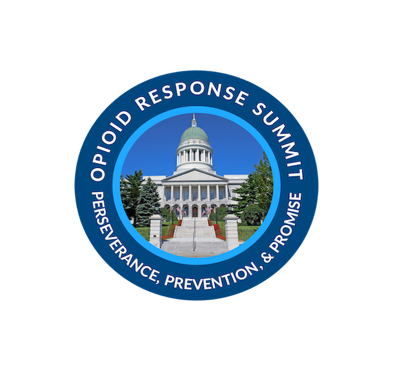 OPIOID RESPONSE SUMMIT
PERSEVERANCE, PREVENTION, & PROMISE